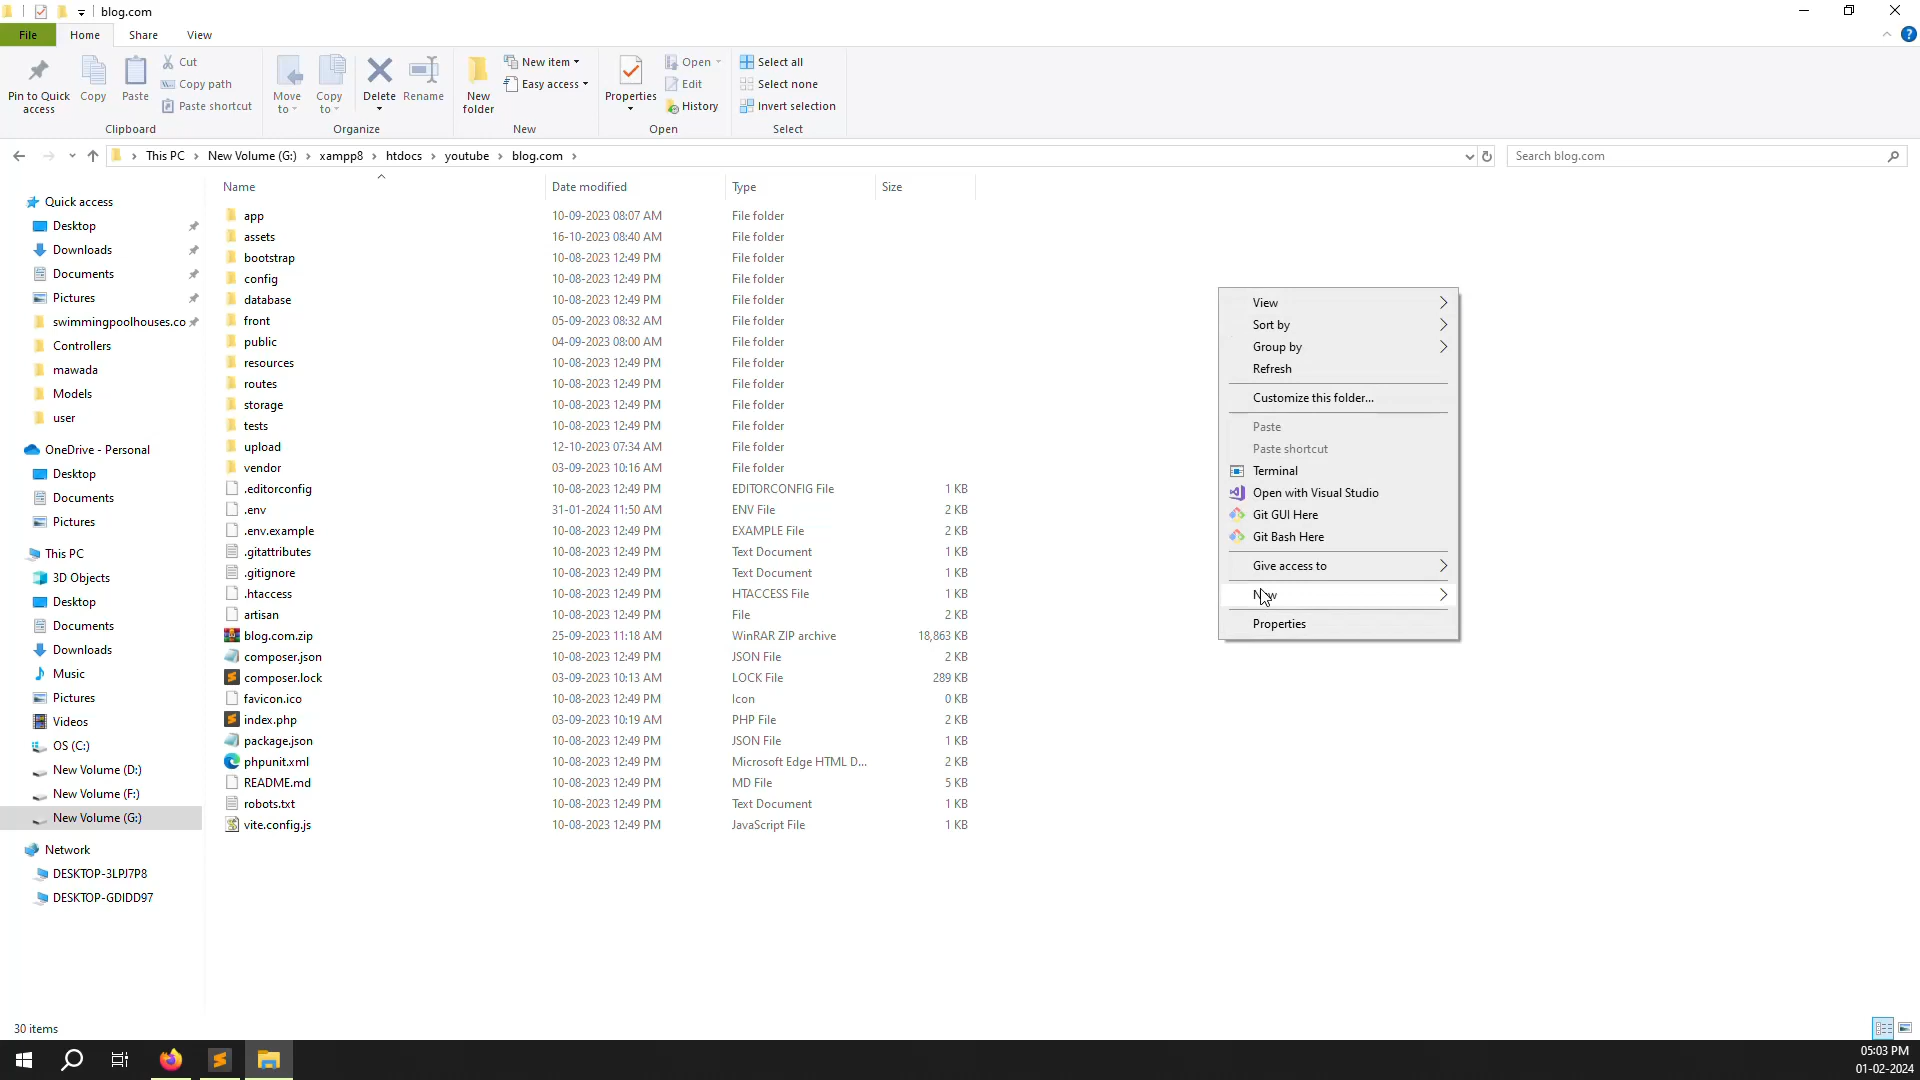 blog.com
File Home Share View
Pin to Quick access
Copy
Paste
Cut
Copy path
Paste shortcut
Clipboard
Move to
Copy to
Delete
Rename
Organize
New folder
New item
Easy access
New
Properties
Open
Edit
History
Open
Select all
Select none
Invert selection
Select
This PC New Volume (G:) xampp8 htdocs youtube blog.com
Search blog.com
Name Date modified Type Size
Quick access
Desktop
Downloads
Documents
Pictures
swimmingpoolhouses.co
Controllers
mawada
Models
user
OneDrive - Personal
Desktop
Documents
Pictures
This PC
3D Objects
Desktop
Documents
Downloads
Music
Pictures
Videos
OS (C:)
New Volume (D:)
New Volume (F:)
New Volume (G:)
Network
DESKTOP-3LPJ7P8
DESKTOP-GDIDD97
app 10-09-2023 08:07 AM File folder
assets 16-10-2023 08:40 AM File folder
bootstrap 10-08-2023 12:49 PM File folder
config 10-08-2023 12:49 PM File folder
database 10-08-2023 12:49 PM File folder
front 05-09-2023 08:32 AM File folder
public 04-09-2023 08:00 AM File folder
resources 10-08-2023 12:49 PM File folder
routes 10-08-2023 12:49 PM File folder
storage 10-08-2023 12:49 PM File folder
tests 10-08-2023 12:49 PM File folder
upload 12-10-2023 07:34 AM File folder
vendor 03-09-2023 10:16 AM File folder
.editorconfig 10-08-2023 12:49 PM EDITORCONFIG File 1 KB
.env 31-01-2024 11:50 AM ENV File 2 KB
.env.example 10-08-2023 12:49 PM EXAMPLE File 2 KB
.gitattributes 10-08-2023 12:49 PM Text Document 1 KB
.gitignore 10-08-2023 12:49 PM Text Document 1 KB
.htaccess 10-08-2023 12:49 PM HTACCESS File 1 KB
artisan 10-08-2023 12:49 PM File 2 KB
blog.com.zip 25-09-2023 11:18 AM WinRAR ZIP archive 18,863 KB
composer.json 10-08-2023 12:49 PM JSON File 2 KB
composer.lock 03-09-2023 10:13 AM LOCK File 289 KB
favicon.ico 10-08-2023 12:49 PM Icon 0 KB
index.php 03-09-2023 10:19 AM PHP File 2 KB
package.json 10-08-2023 12:49 PM JSON File 1 KB
phpunit.xml 10-08-2023 12:49 PM Microsoft Edge HTML D... 2 KB
README.md 10-08-2023 12:49 PM MD File 5 KB
robots.txt 10-08-2023 12:49 PM Text Document 1 KB
vite.config.js 10-08-2023 12:49 PM JavaScript File 1 KB
View
Sort by
Group by
Refresh
Customize this folder...
Paste
Paste shortcut
Terminal
Open with Visual Studio
Git GUI Here
Git Bash Here
Give access to
New
Properties
30 items
05:03 PM
01-02-2024